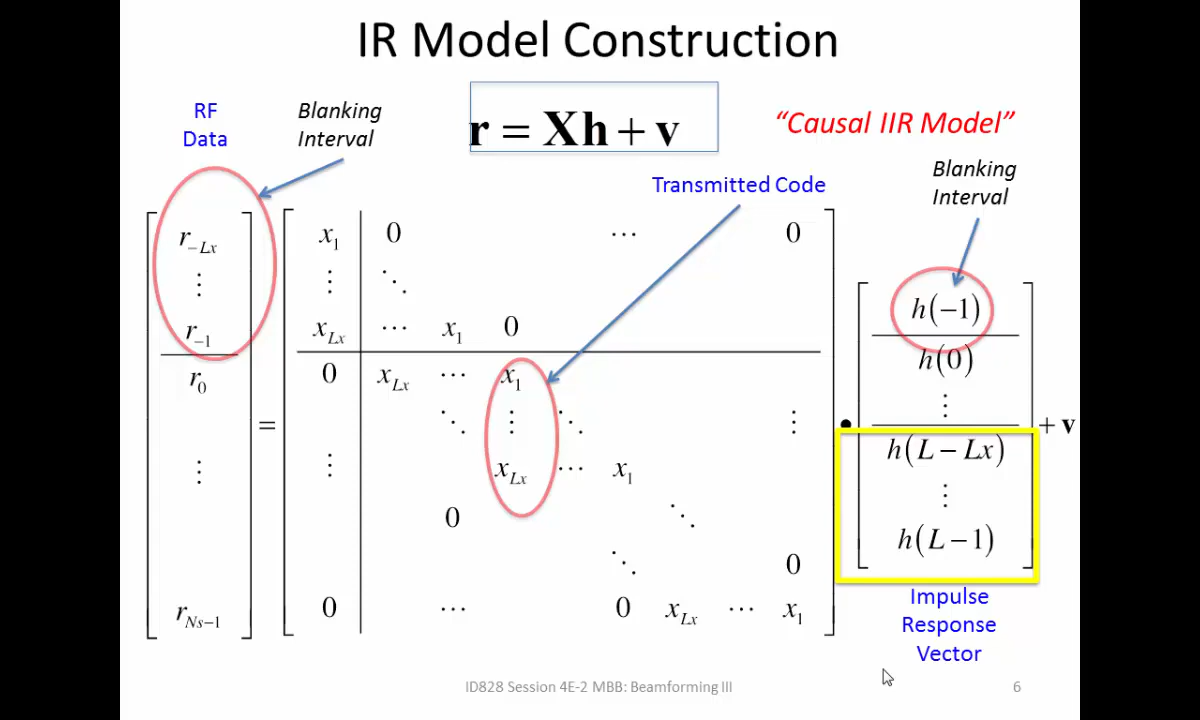 IR Model Construction
RF
Data
Blanking
Interval
r = Xh + v
“Causal IIR Model”
Transmitted Code
Blanking
Interval
r_{-Lx} x_1 0 ⋯ 0
⋮ ⋮ ⋱ h(−1)
r_{-1} x_{Lx} ⋯ x_1 0
r_0 0 x_{Lx} ⋯ x_1 h(0)
= ⋱ ⋮ ⋱ ⋮ • ⋮ + v
⋮ ⋮ x_{Lx} ⋯ x_1 h(L − Lx)
0 ⋱ ⋮
⋱ 0 h(L − 1)
r_{Ns−1} 0 ⋯ 0 x_{Lx} ⋯ x_1
Impulse
Response
Vector
ID828 Session 4E-2 MBB: Beamforming III
6